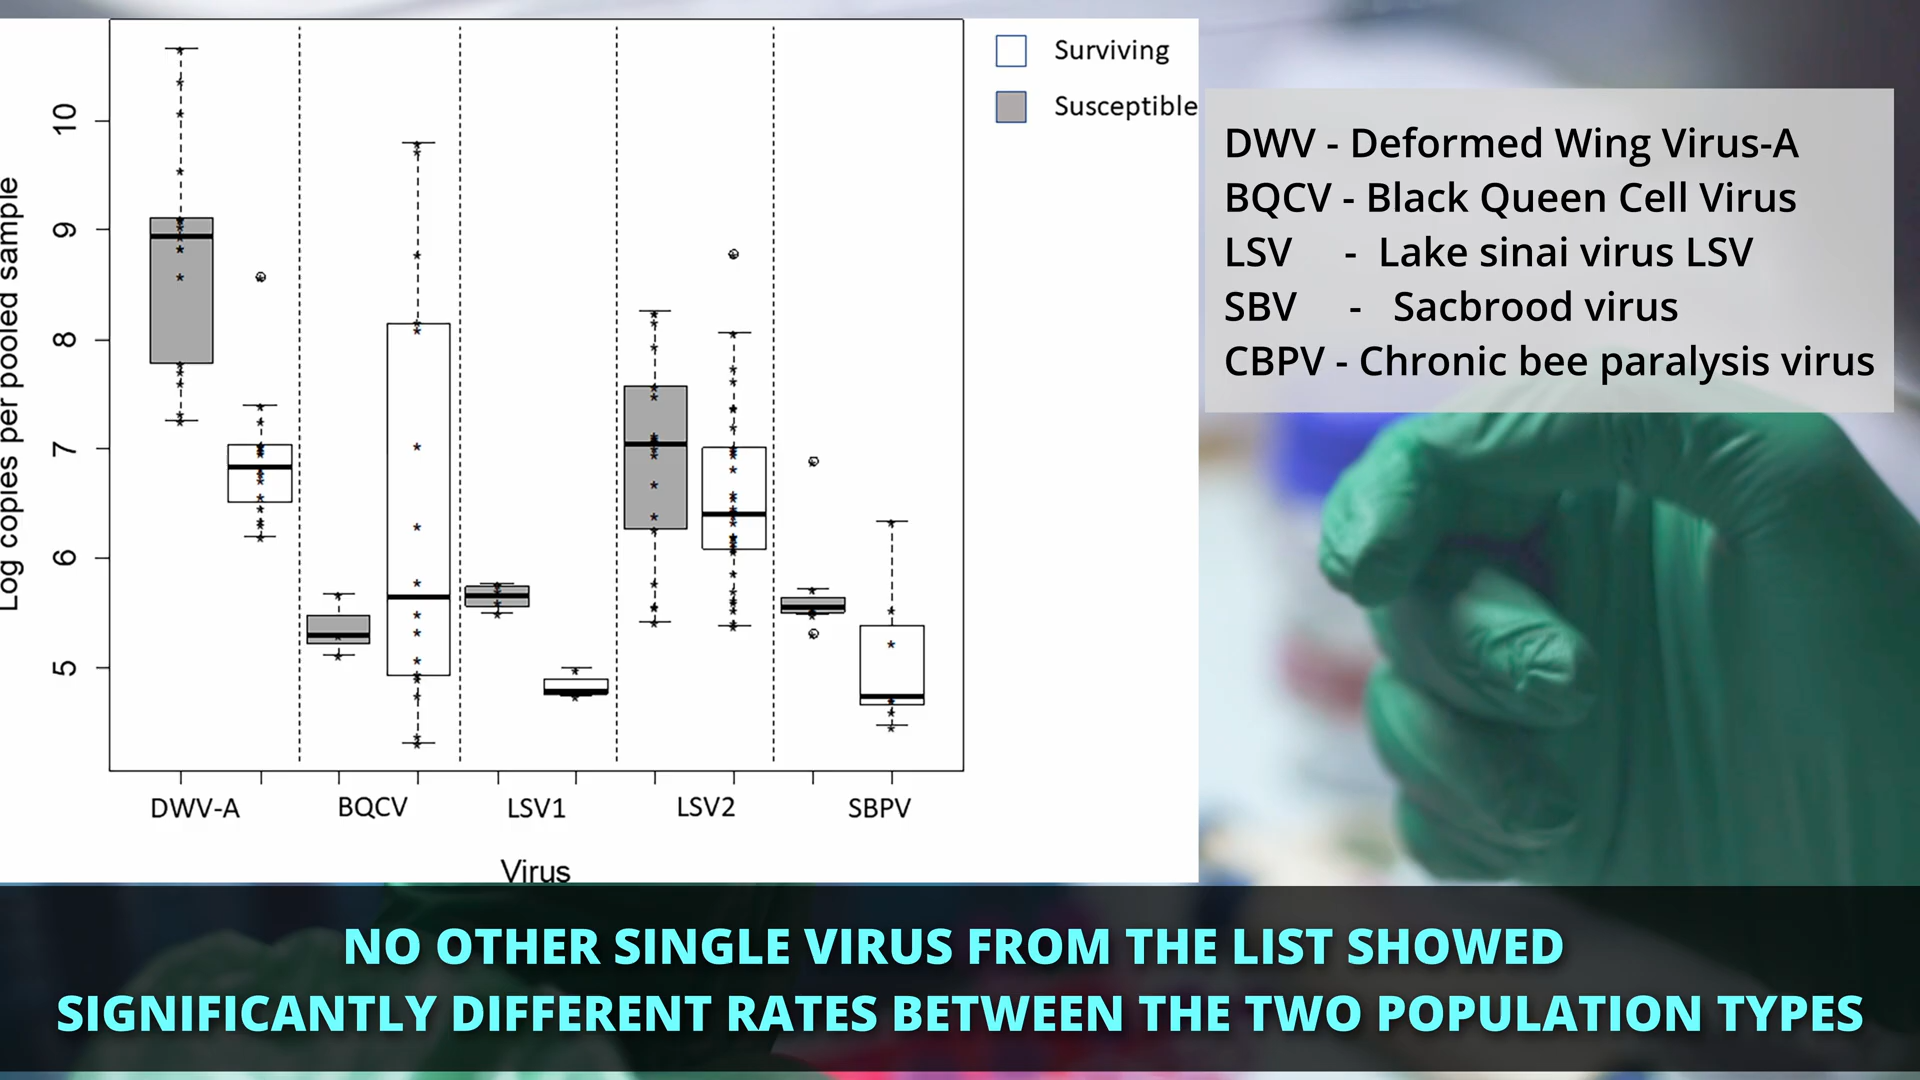 Surviving
Susceptible
Log copies per pooled sample
10
9
8
7
6
5
DWV-A BQCV LSV1 LSV2 SBPV
Virus
DWV - Deformed Wing Virus-A
BQCV - Black Queen Cell Virus
LSV - Lake sinai virus LSV
SBV - Sacbrood virus
CBPV - Chronic bee paralysis virus
NO OTHER SINGLE VIRUS FROM THE LIST SHOWED
SIGNIFICANTLY DIFFERENT RATES BETWEEN THE TWO POPULATION TYPES